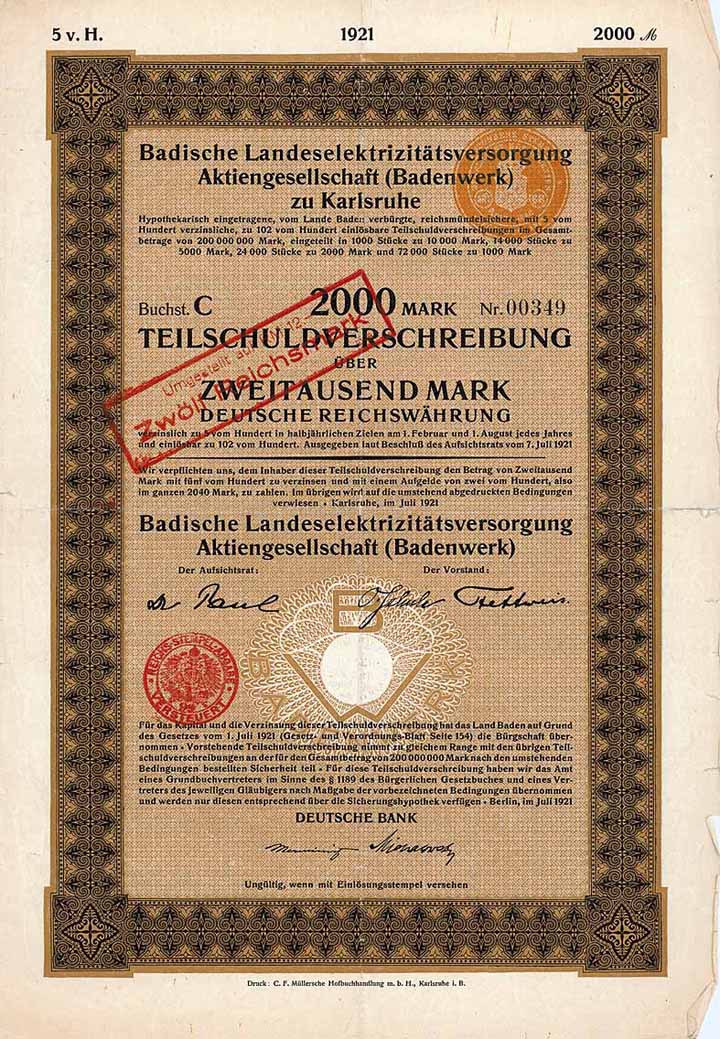 5 v. H. 1921 2000 ℳ
Badische Landeselektrizitätsversorgung
Aktiengesellschaft (Badenwerk)
zu Karlsruhe
Hypothekarisch eingetragene, vom Lande Baden verbürgte, reichsmündelsichere, mit 5 vom
Hundert verzinsliche, zu 102 vom Hundert einlösbare Teilschuldverschreibungen im Gesamt-
betrage von 200 000 000 Mark, eingeteilt in 1000 Stücke zu 10 000 Mark, 14 000 Stücke zu
5000 Mark, 24 000 Stücke zu 2000 Mark und 72 000 Stücke zu 1000 Mark
Buchst. C 2000 MARK Nr. 00349
TEILSCHULDVERSCHREIBUNG
ÜBER
ZWEITAUSEND MARK
DEUTSCHE REICHSWÄHRUNG
Umgestellt auf 12.-
Zwölf Reichsmark
verzinslich zu 5 vom Hundert in halbjährlichen Zielen am 1. Februar und 1. August jedes Jahres
und einlösbar zu 102 vom Hundert. Ausgegeben laut Beschluß des Aufsichtsrats vom 7. Juli 1921
Wir verpflichten uns, dem Inhaber dieser Teilschuldverschreibung den Betrag von Zweitausend
Mark mit fünf vom Hundert zu verzinsen und mit einem Aufgelde von zwei vom Hundert, also
im ganzen 2040 Mark, zu zahlen. Im übrigen wird auf die umstehend abgedruckten Bedingungen
verwiesen • Karlsruhe, im Juli 1921
Badische Landeselektrizitätsversorgung
Aktiengesellschaft (Badenwerk)
Der Aufsichtsrat: Der Vorstand:
Dr Paul Fettweis.
REICHS-STEMPEL-ABGABE
VERSTEUERT
Für das Kapital und die Verzinsung dieser Teilschuldverschreibung hat das Land Baden auf Grund
des Gesetzes vom 1. Juli 1921 (Gesetz- und Verordnungs-Blatt Seite 154) die Bürgschaft über-
nommen • Vorstehende Teilschuldverschreibung nimmt zu gleichem Range mit den übrigen Teil-
schuldverschreibungen an der für den Gesamtbetrag von 200 000 000 Mark nach den umstehenden
Bedingungen bestellten Sicherheit teil • Für diese Teilschuldverschreibung haben wir das Amt
eines Grundbuchvertreters im Sinne des § 1189 des Bürgerlichen Gesetzbuches und eines Ver-
treters des jeweiligen Gläubigers nach Maßgabe der vorbezeichneten Bedingungen übernommen
und werden nur diesen entsprechend über die Sicherungshypothek verfügen • Berlin, im Juli 1921
DEUTSCHE BANK
Ungültig, wenn mit Einlösungsstempel versehen
Druck: C. F. Müllersche Hofbuchhandlung m. b. H., Karlsruhe i. B.